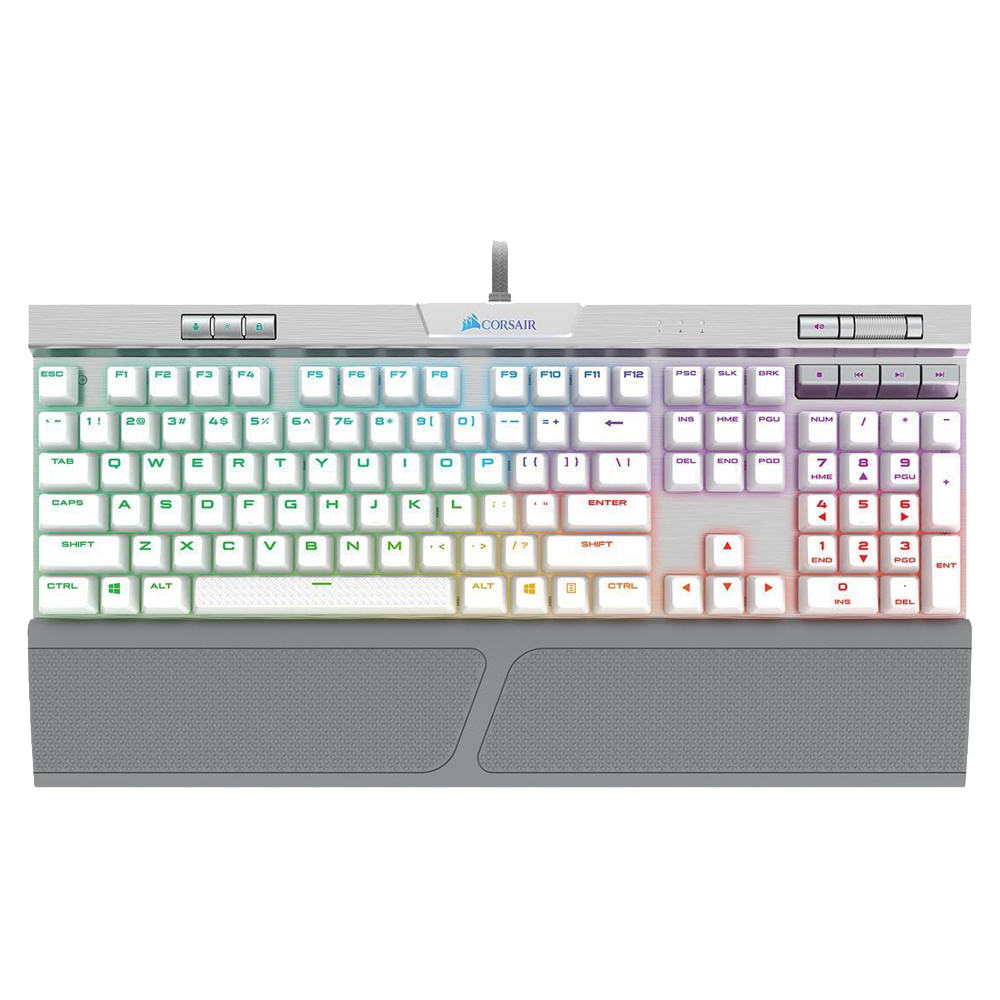 CORSAIR
ESC F1 F2 F3 F4 F5 F6 F7 F8 F9 F10 F11 F12 PSC SLK BRK
` ~ 1 ! 2 @ 3 # 4 $ 5 % 6 ^ 7 & 8 * 9 ( 0 ) - – = + INS HME PGU NUM / * –
TAB Q W E R T Y U I O P [ { ] } \ | DEL END PGD 7 8 9 +
HME PGU
CAPS A S D F G H J K L ; : ' " ENTER 4 5 6
SHIFT Z X C V B N M , < . > / ? SHIFT 1 2 3 ENT
END PGD
CTRL ALT ALT CTRL 0 .
INS DEL